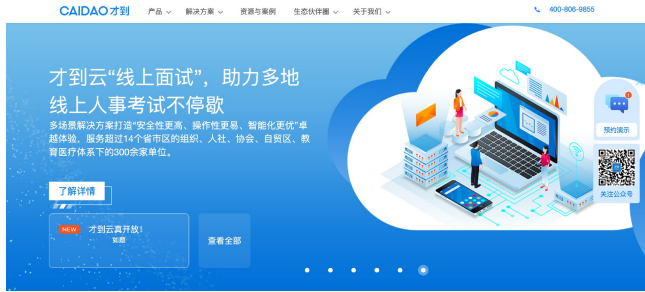 CAIDAO才到
产品
解决方案
资源与案例
生态伙伴圈
关于我们
400-806-9855
才到云“线上面试”，助力多地
线上人事考试不停歇
多场景解决方案打造“安全性更高、操作性更易、智能化更优”卓
越体验，服务超过14个省市区的组织、人社、协会、自贸区、教
育医疗体系下的300余家单位。
了解详情
NEW 才到云真开放！
如题
查看全部
1
预约演示
关注公众号